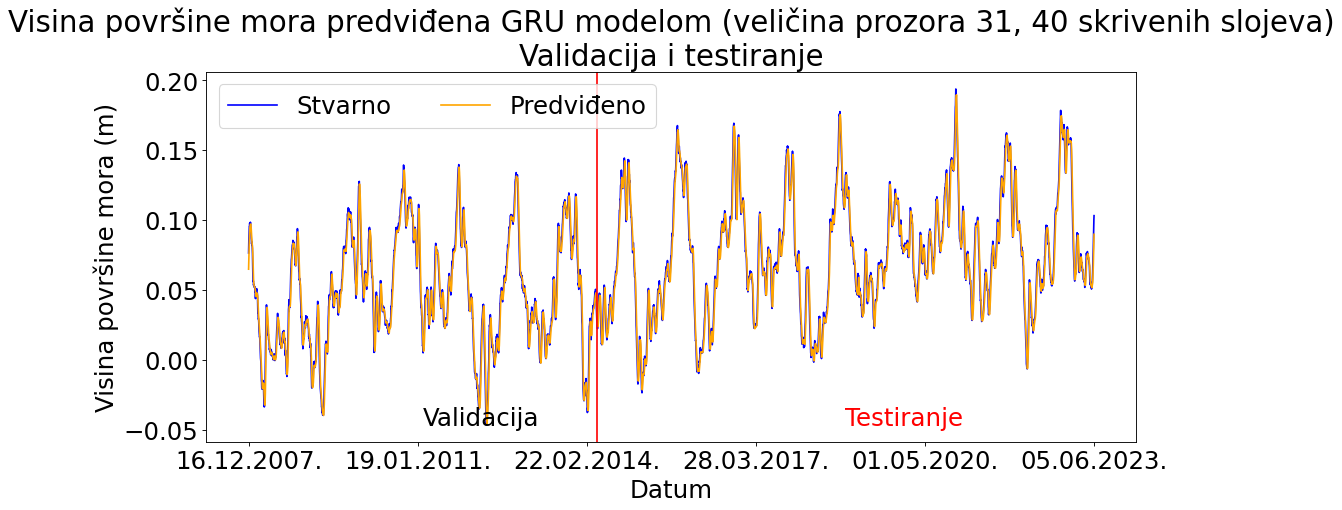 Visina površine mora predviđena GRU modelom (veličina prozora 31, 40 skrivenih slojeva)
Validacija i testiranje
Stvarno
Predviđeno
Visina površine mora (m)
0.20
0.15
0.10
0.05
0.00
−0.05
Validacija
Testiranje
16.12.2007.
19.01.2011.
22.02.2014.
28.03.2017.
01.05.2020.
05.06.2023.
Datum